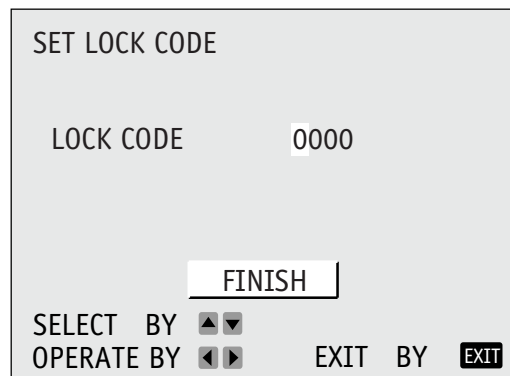 SET LOCK CODE
LOCK CODE 0000
FINISH
SELECT BY ▲▼
OPERATE BY ◀▶ EXIT BY EXIT